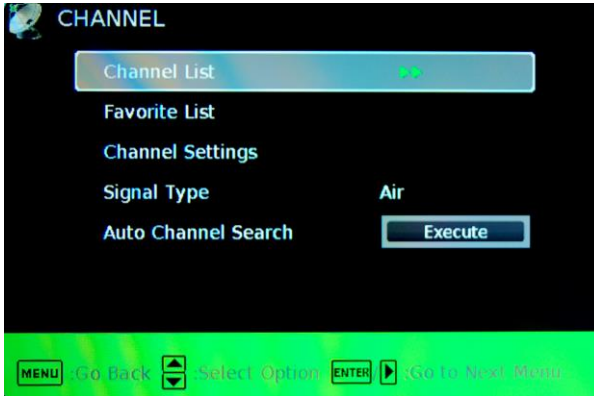 CHANNEL
Channel List
Favorite List
Channel Settings
Signal Type Air
Auto Channel Search Execute
MENU :Go Back :Select Option ENTER / :Go to Next Menu